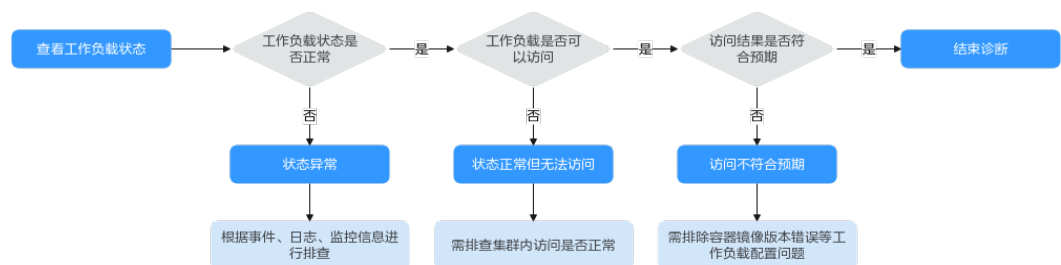 查看工作负载状态
工作负载状态是
否正常
是
工作负载是否可
以访问
是
访问结果是否符
合预期
是
结束诊断
否
否
否
状态异常
状态正常但无法访问
访问不符合预期
根据事件、日志、监控信息进
行排查
需排查集群内访问是否正常
需排除容器镜像版本错误等工
作负载配置问题